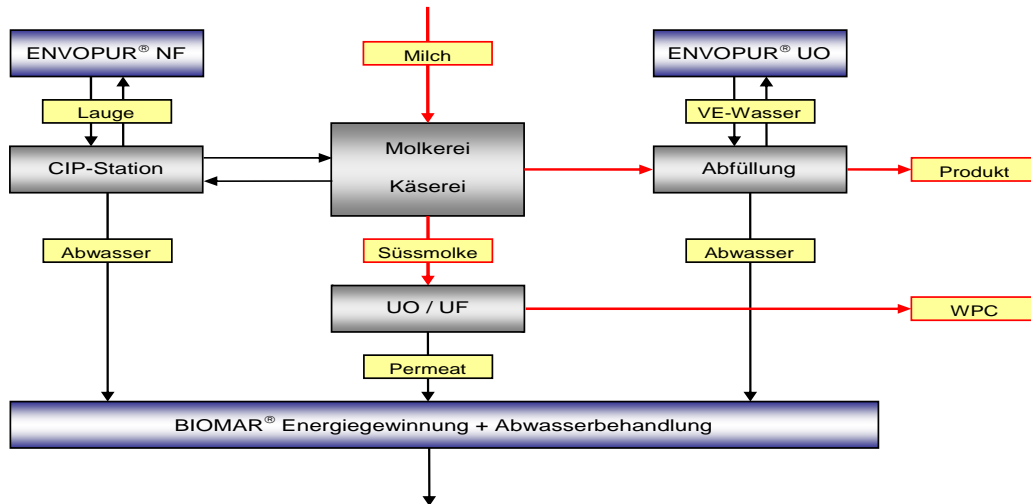 ENVOPUR® NF
Milch
ENVOPUR® UO
Lauge
VE-Wasser
CIP-Station
Molkerei
Käserei
Abfüllung
Produkt
Abwasser
Süssmolke
Abwasser
UO / UF
WPC
Permeat
BIOMAR® Energiegewinnung + Abwasserbehandlung